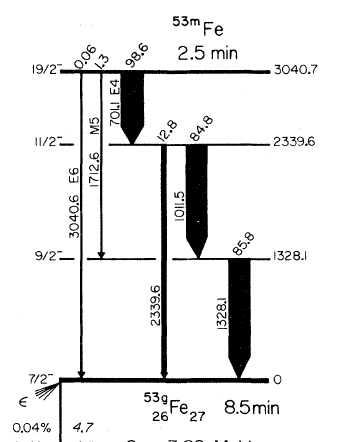 53mFe
2.5 min
19/2⁻ 0.06 1.3 98.6 3040.7
701.1 E4
11/2⁻ 12.8 84.8 2339.6
3040.6 E6
1712.6 M5
1011.5
9/2⁻ 85.8 1328.1
2339.6
1328.1
7/2⁻ 0
ϵ
53g
26Fe27 8.5min
0.04% 4.7